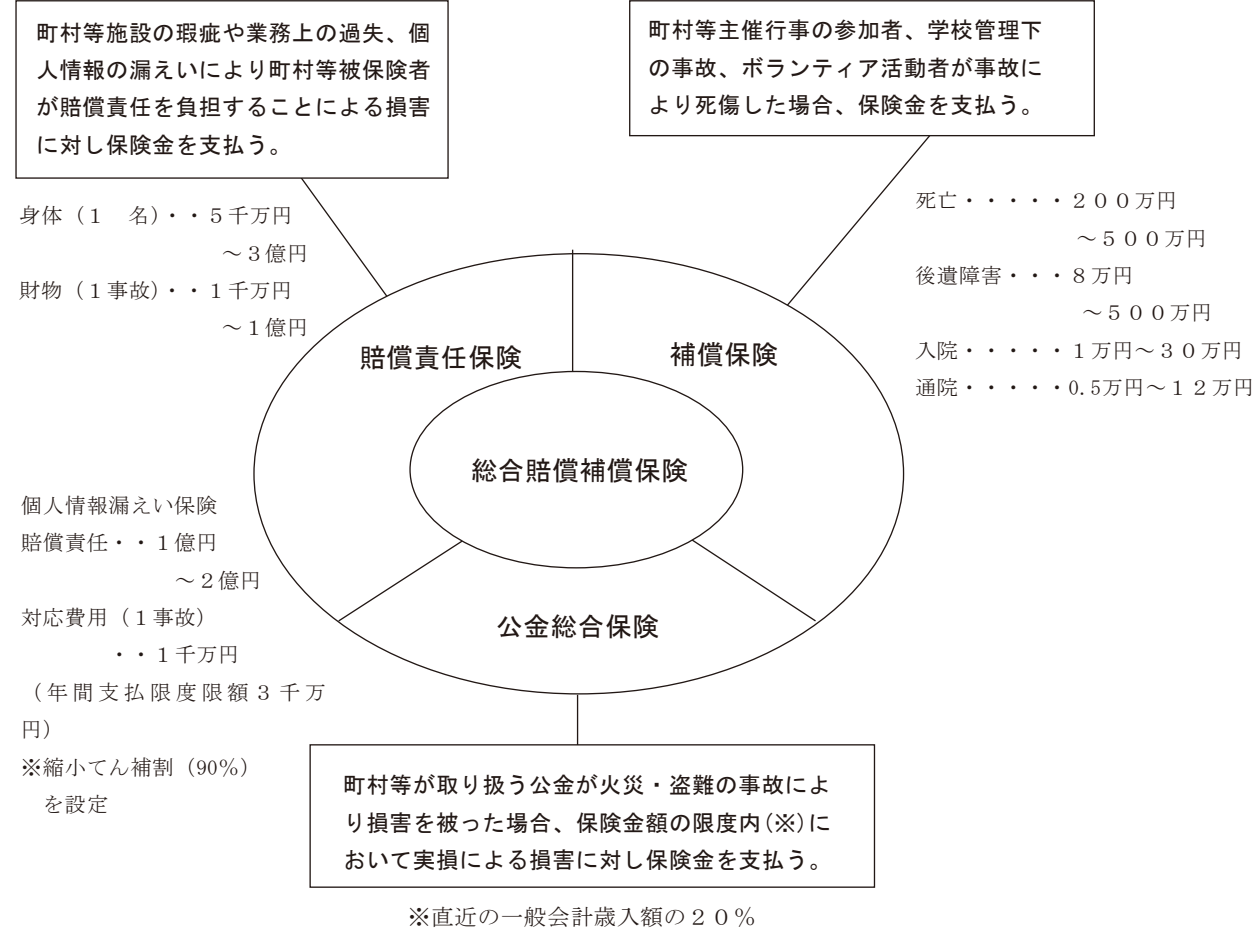 町村等施設の瑕疵や業務上の過失、個
人情報の漏えいにより町村等被保険者
が賠償責任を負担することによる損害
に対し保険金を支払う。
町村等主催行事の参加者、学校管理下
の事故、ボランティア活動者が事故に
より死傷した場合、保険金を支払う。
身体（１　名）・・５千万円
～３億円
財物（１事故）・・１千万円
～１億円
死亡・・・・・２００万円
～５００万円
後遺障害・・・８万円
～５００万円
入院・・・・・１万円～３０万円
通院・・・・・0.5万円～１２万円
賠償責任保険
補償保険
総合賠償補償保険
公金総合保険
個人情報漏えい保険
賠償責任・・１億円
～２億円
対応費用（１事故）
・・１千万円
（年間支払限度限額３千万
円）
※縮小てん補割（90%）
を設定
町村等が取り扱う公金が火災・盗難の事故によ
り損害を被った場合、保険金額の限度内(※)に
おいて実損による損害に対し保険金を支払う。
※直近の一般会計歳入額の２０％